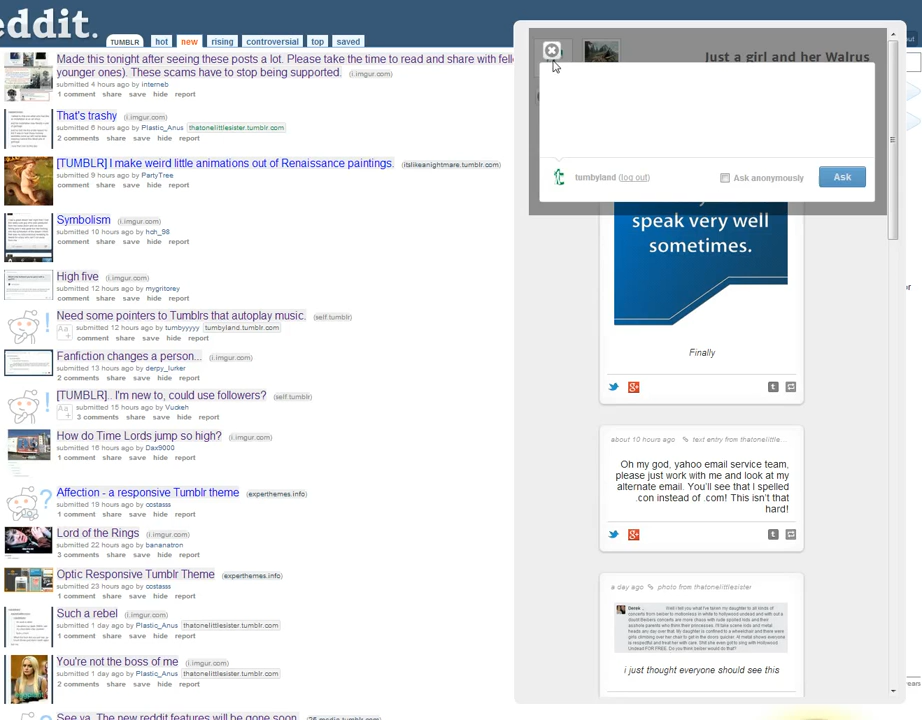 eddit.
TUMBLR hot new rising controversial top saved
Made this tonight after seeing these posts a lot. Please take the time to read and share with
younger ones). These scams have to stop being supported. (i.imgur.com)
submitted 4 hours ago by interneb
1 comment share save hide report
That's trashy (i.imgur.com)
submitted 6 hours ago by Plastic_Anus thatonelittlesister.tumblr.com
2 comments share save hide report
[TUMBLR] I make weird little animations out of Renaissance paintings. (itslikeanightmare.tumblr.com)
submitted 9 hours ago by PartyTree
comment share save hide report
Symbolism (i.imgur.com)
submitted 10 hours ago by hch_98
comment share save hide report
High five (i.imgur.com)
submitted 12 hours ago by mygritorey
comment share save hide report
Need some pointers to Tumblrs that autoplay music. (self.tumblr)
submitted 12 hours ago by tumbyyyyy tumbyland.tumblr.com
comment share save hide report
Fanfiction changes a person... (i.imgur.com)
submitted 13 hours ago by derpy_lurker
2 comments share save hide report
[TUMBLR].. I'm new to, could use followers? (self.tumblr)
submitted 15 hours ago by Vuckeh
3 comments share save hide report
How do Time Lords jump so high? (i.imgur.com)
submitted 16 hours ago by Dax9000
1 comment share save hide report
Affection - a responsive Tumblr theme (experthemes.info)
submitted 19 hours ago by costasss
1 comment share save hide report
Lord of the Rings (i.imgur.com)
submitted 22 hours ago by bananatron
3 comments share save hide report
Optic Responsive Tumblr Theme (experthemes.info)
submitted 23 hours ago by costasss
1 comment share save hide report
Such a rebel (i.imgur.com)
submitted 1 day ago by Plastic_Anus thatonelittlesister.tumblr.com
1 comment share save hide report
You're not the boss of me (i.imgur.com)
submitted 1 day ago by Plastic_Anus thatonelittlesister.tumblr.com
2 comments share save hide report
See ya. The new reddit features will be gone soon
Just a girl and her Walrus
tumbyland (log out) Ask anonymously Ask
speak very well
sometimes.
Finally
about 10 hours ago text entry from thatonelittle...
Oh my god, yahoo email service team,
please just work with me and look at my
alternate email. You'll see that I spelled
.con instead of .com! This isn't that
hard!
a day ago photo from thatonelittlesister
i just thought everyone should see this